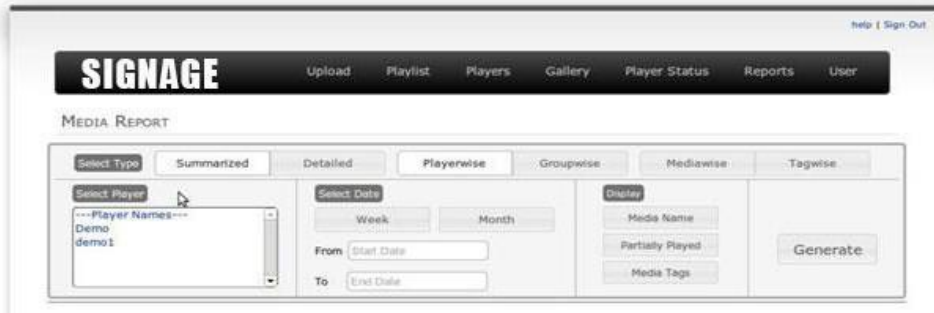 help | Sign Out
SIGNAGE Upload Playlist Players Gallery Player Status Reports User
MEDIA REPORT
Select Type Summarized Detailed Playerwise Groupwise Mediawise Tagwise
Select Player
---Player Names---
Demo
demo1
Select Date
Week Month
From Start Date
To End Date
Display
Media Name
Partially Played
Media Tags
Generate